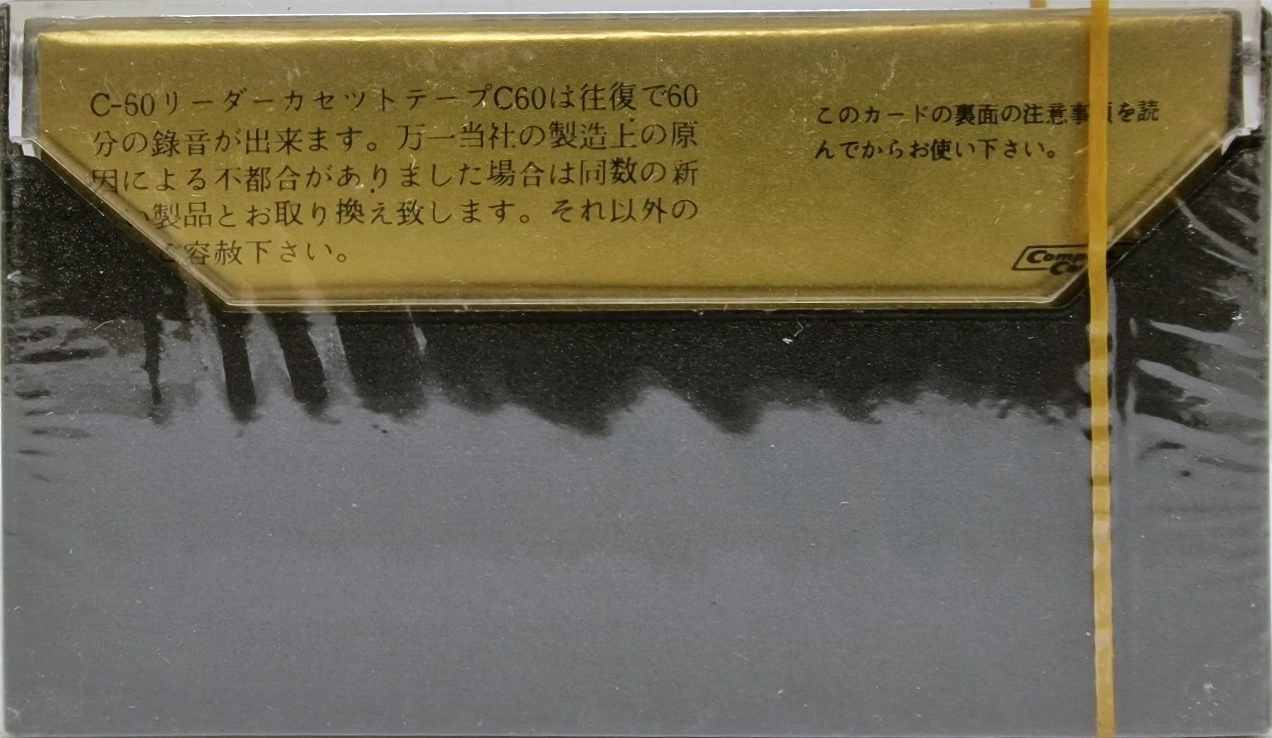 C-60リーダーカセットテープC60は往復で60
分の錄音が出来ます。万一当社の製造上の原
因による不都合がありました場合は同数の新
製品とお取り換え致します。それ以外の
ご容赦下さい。
このカードの裏面の注意事項を読
んでからお使い下さい。